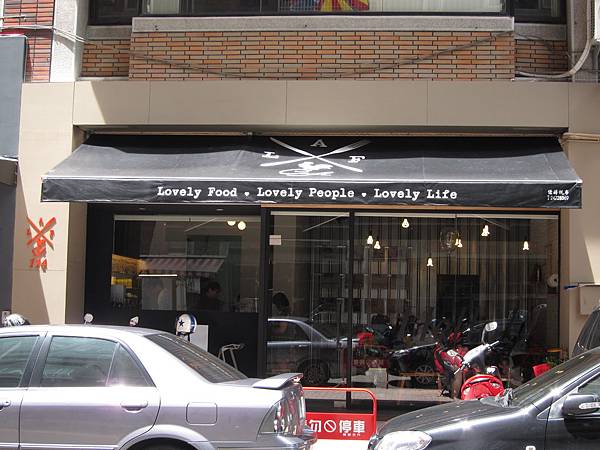 A
L F
Lovely Food ♥ Lovely People ♥ Lovely Life
勿 停車